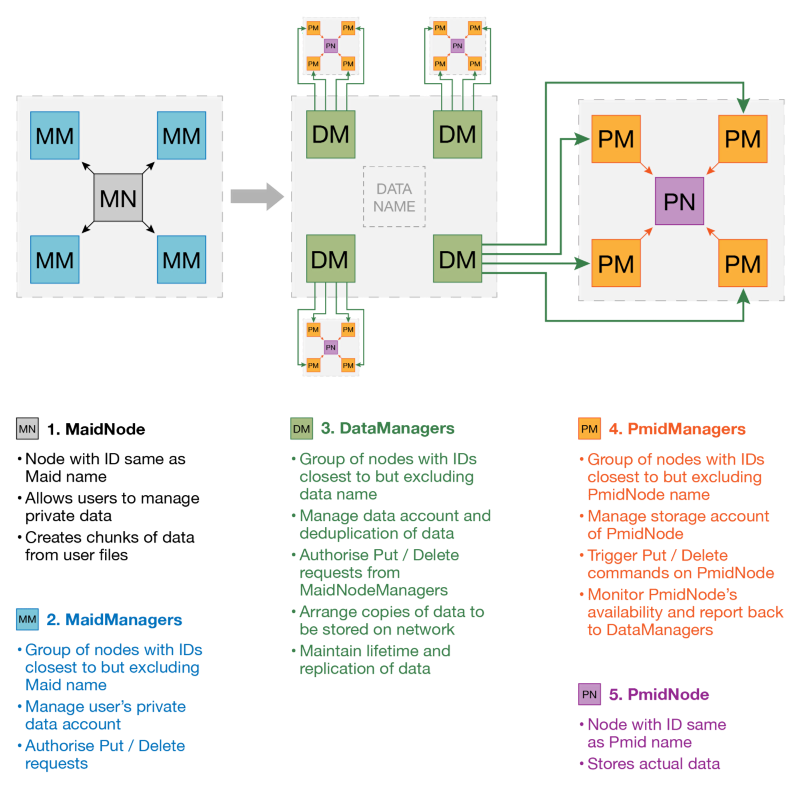 PM PM
PN
PM PM
PM PM
PN
PM PM
MM MM
MN
MM MM
DM DM
DATA
NAME
DM DM
PM PM
PN
PM PM
PM PM
PN
PM PM
MN 1. MaidNode
• Node with ID same as
Maid name
• Allows users to manage
private data
• Creates chunks of data
from user files
MM 2. MaidManagers
• Group of nodes with IDs
closest to but excluding
Maid name
• Manage user's private
data account
• Authorise Put / Delete
requests
DM 3. DataManagers
• Group of nodes with IDs
closest to but excluding
data name
• Manage data account and
deduplication of data
• Authorise Put / Delete
requests from
MaidNodeManagers
• Arrange copies of data to
be stored on network
• Maintain lifetime and
replication of data
PM 4. PmidManagers
• Group of nodes with IDs
closest to but excluding
PmidNode name
• Manage storage account
of PmidNode
• Trigger Put / Delete
commands on PmidNode
• Monitor PmidNode's
availability and report back
to DataManagers
PN 5. PmidNode
• Node with ID same
as Pmid name
• Stores actual data